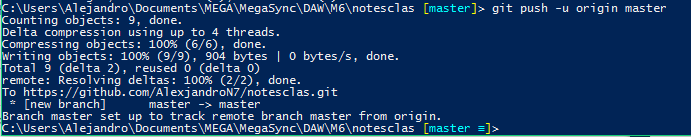 C:\Users\Alejandro\Documents\MEGA\MegaSync\DAW\M6\notesclas [master]> git push -u origin master
Counting objects: 9, done.
Delta compression using up to 4 threads.
Compressing objects: 100% (6/6), done.
Writing objects: 100% (9/9), 904 bytes | 0 bytes/s, done.
Total 9 (delta 2), reused 0 (delta 0)
remote: Resolving deltas: 100% (2/2), done.
To https://github.com/AlexjandroN7/notesclas.git
 * [new branch]      master -> master
Branch master set up to track remote branch master from origin.
C:\Users\Alejandro\Documents\MEGA\MegaSync\DAW\M6\notesclas [master ≡]>